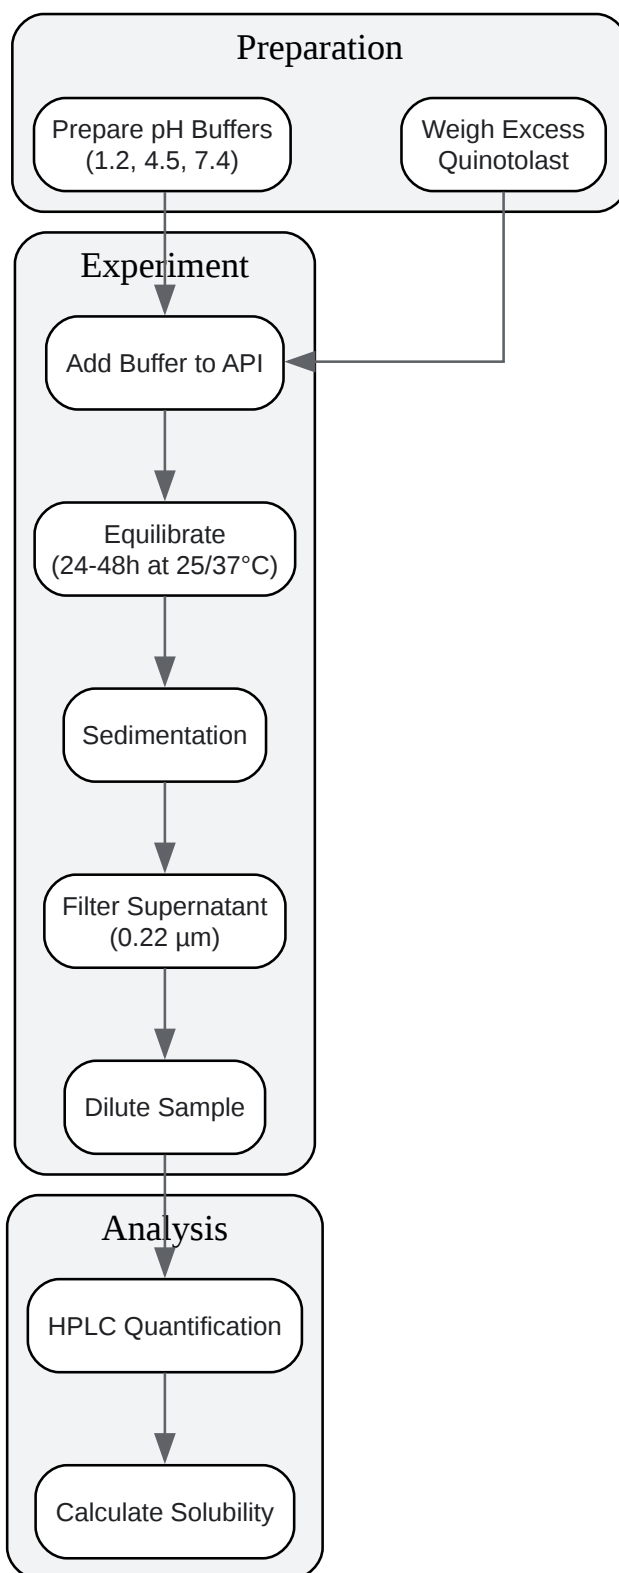 Preparation
Prepare pH Buffers
(1.2, 4.5, 7.4)
Weigh Excess
Quinotolast
Experiment
Add Buffer to API
Equilibrate
(24-48h at 25/37°C)
Sedimentation
Filter Supernatant
(0.22 µm)
Dilute Sample
Analysis
HPLC Quantification
Calculate Solubility